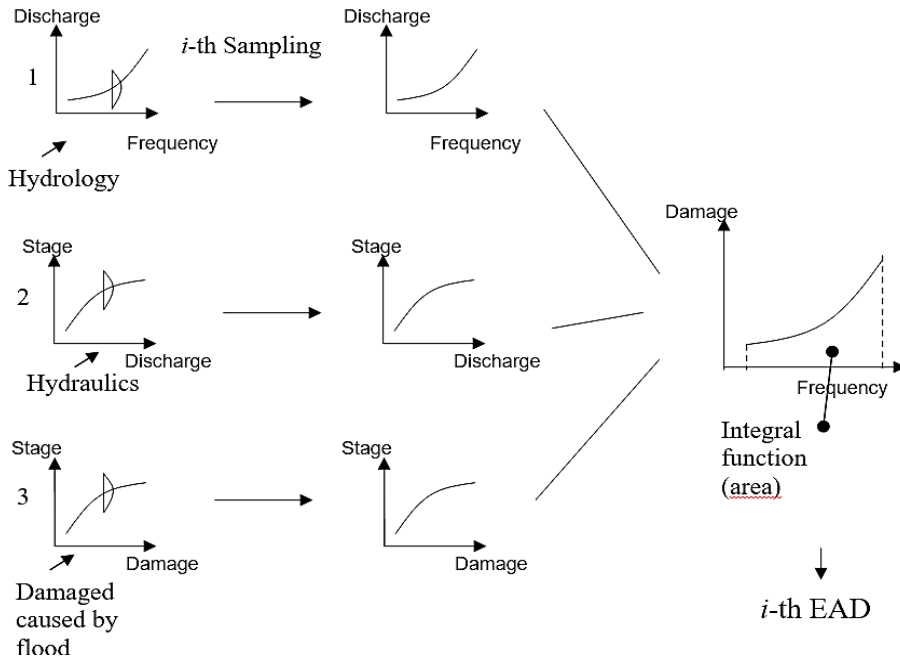 Discharge
1
Frequency
Hydrology
i-th Sampling
Discharge
Frequency
Stage
2
Discharge
Hydraulics
Stage
Discharge
Stage
3
Damage
Damaged
caused by
flood
Stage
Damage
Damage
Frequency
Integral
function
(area)
i-th EAD